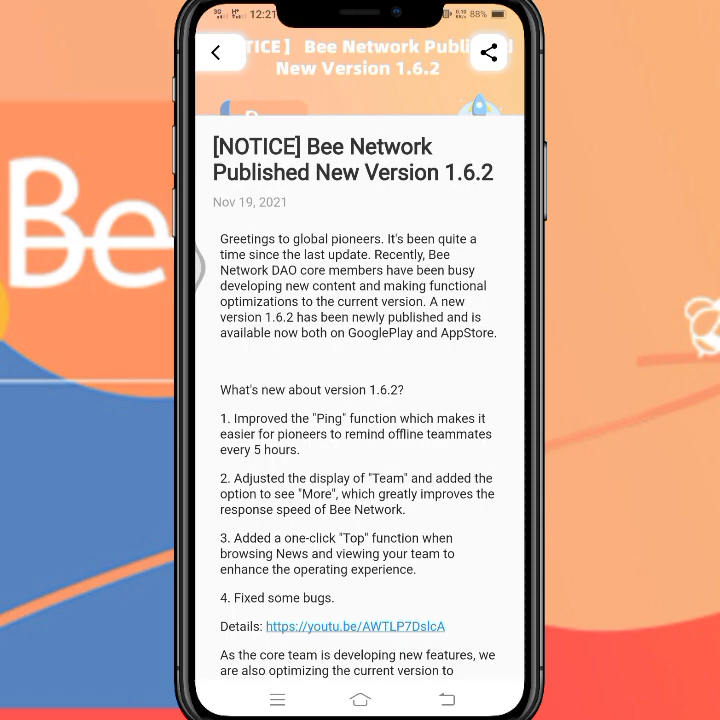 12:21
88%
TICE】 Bee Network Publi
New Version 1.6.2
Be
[NOTICE] Bee Network
Published New Version 1.6.2
Nov 19, 2021
Greetings to global pioneers. It's been quite a
time since the last update. Recently, Bee
Network DAO core members have been busy
developing new content and making functional
optimizations to the current version. A new
version 1.6.2 has been newly published and is
available now both on GooglePlay and AppStore.
What's new about version 1.6.2?
1. Improved the "Ping" function which makes it
easier for pioneers to remind offline teammates
every 5 hours.
2. Adjusted the display of "Team" and added the
option to see "More", which greatly improves the
response speed of Bee Network.
3. Added a one-click "Top" function when
browsing News and viewing your team to
enhance the operating experience.
4. Fixed some bugs.
Details: https://youtu.be/AWTLP7DslcA
As the core team is developing new features, we
are also optimizing the current version to